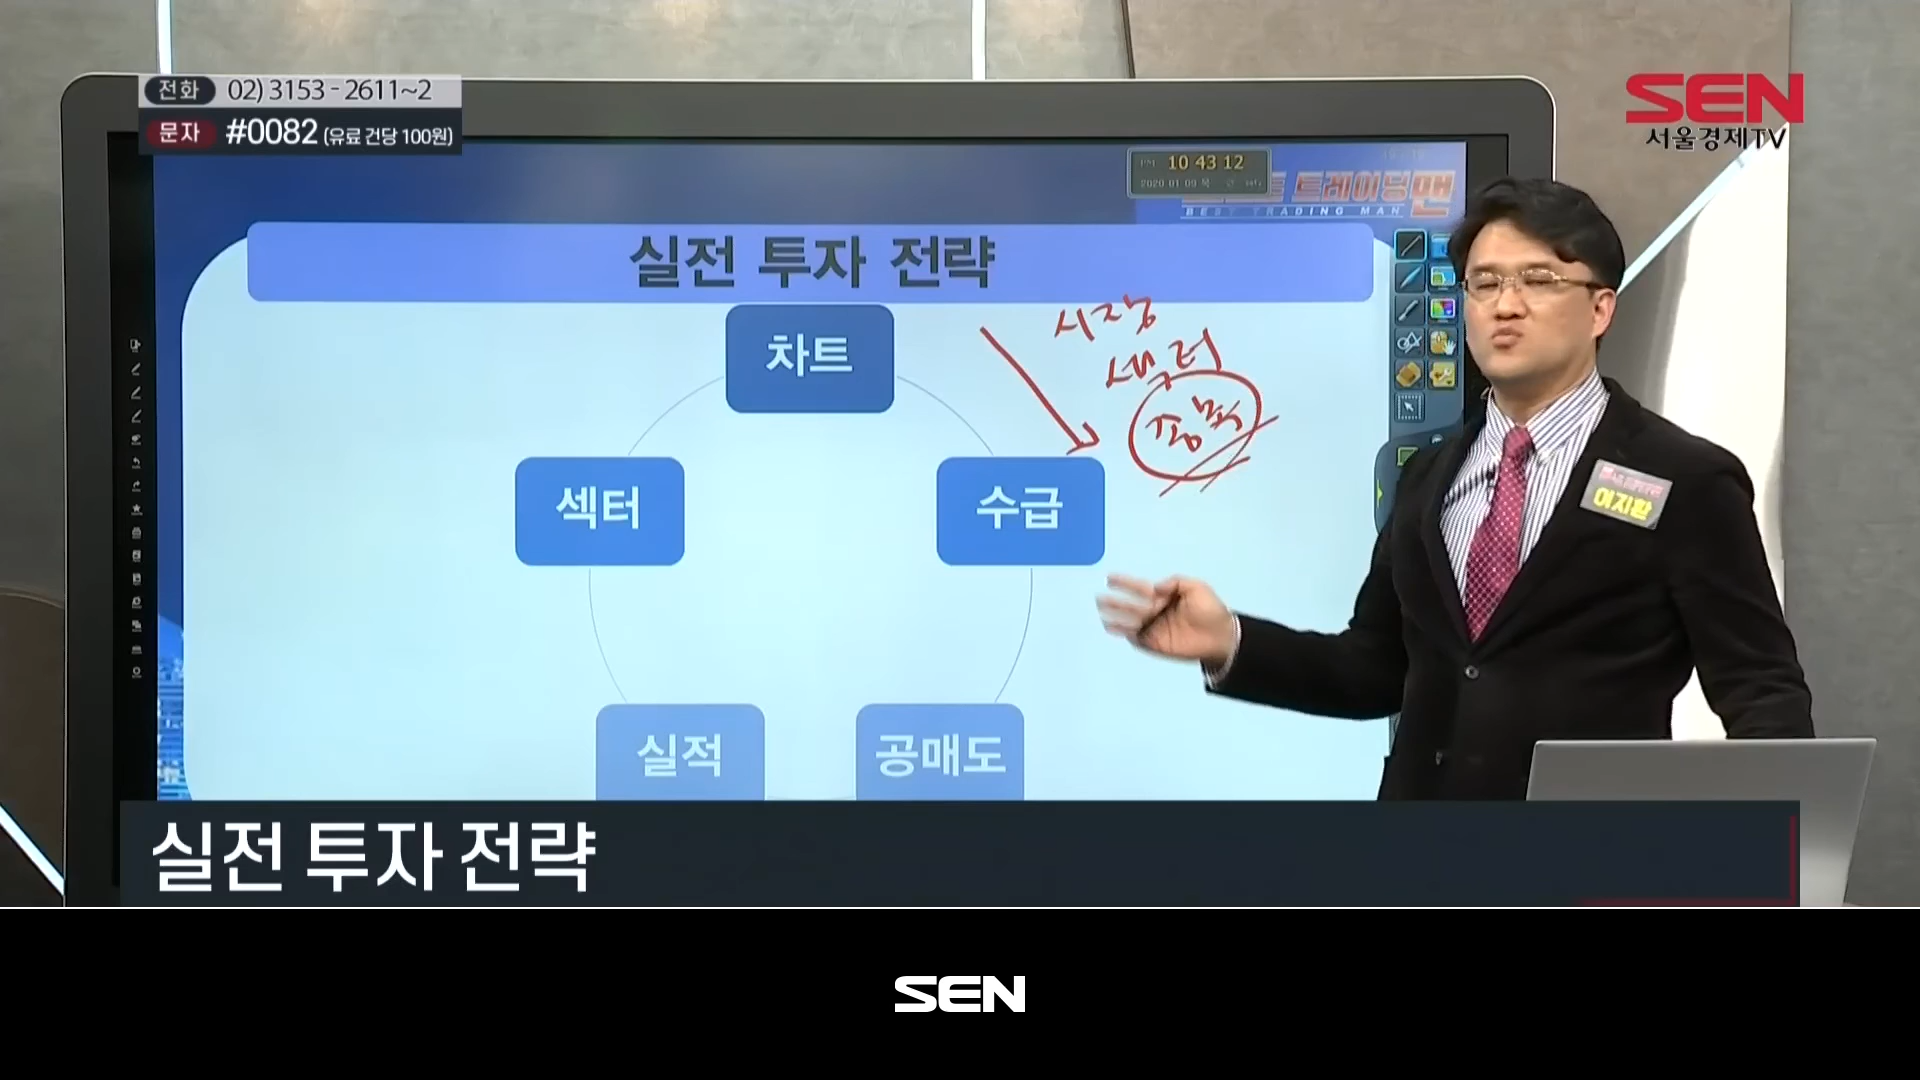 전화 02) 3153 - 2611~2
문자 #0082 (유료 건당 100원)
SEN
서울경제TV
PM 10 43 12
2020 01 09 목
트 트레이딩맨
BEST TRADING MAN
실전 투자 전략
차트
시장
섹터
종목
섹터
수급
이지환
실적
공매도
실전 투자 전략
SEN